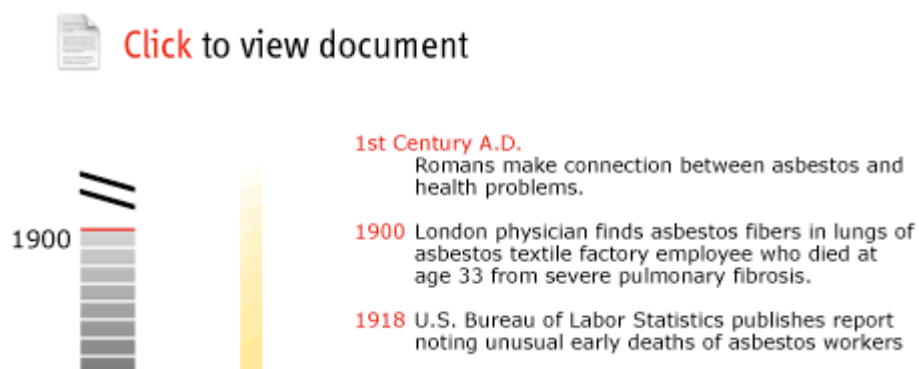 Click to view document
1st Century A.D.
Romans make connection between asbestos and
health problems.
1900
1900 London physician finds asbestos fibers in lungs of
asbestos textile factory employee who died at
age 33 from severe pulmonary fibrosis.
1918 U.S. Bureau of Labor Statistics publishes report
noting unusual early deaths of asbestos workers